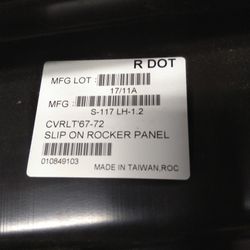 R DOT
MFG LOT :
17/11A
MFG :
S-117 LH-1.2
CVRLT'67-72
SLIP ON ROCKER PANEL
010849103
MADE IN TAIWAN,ROC